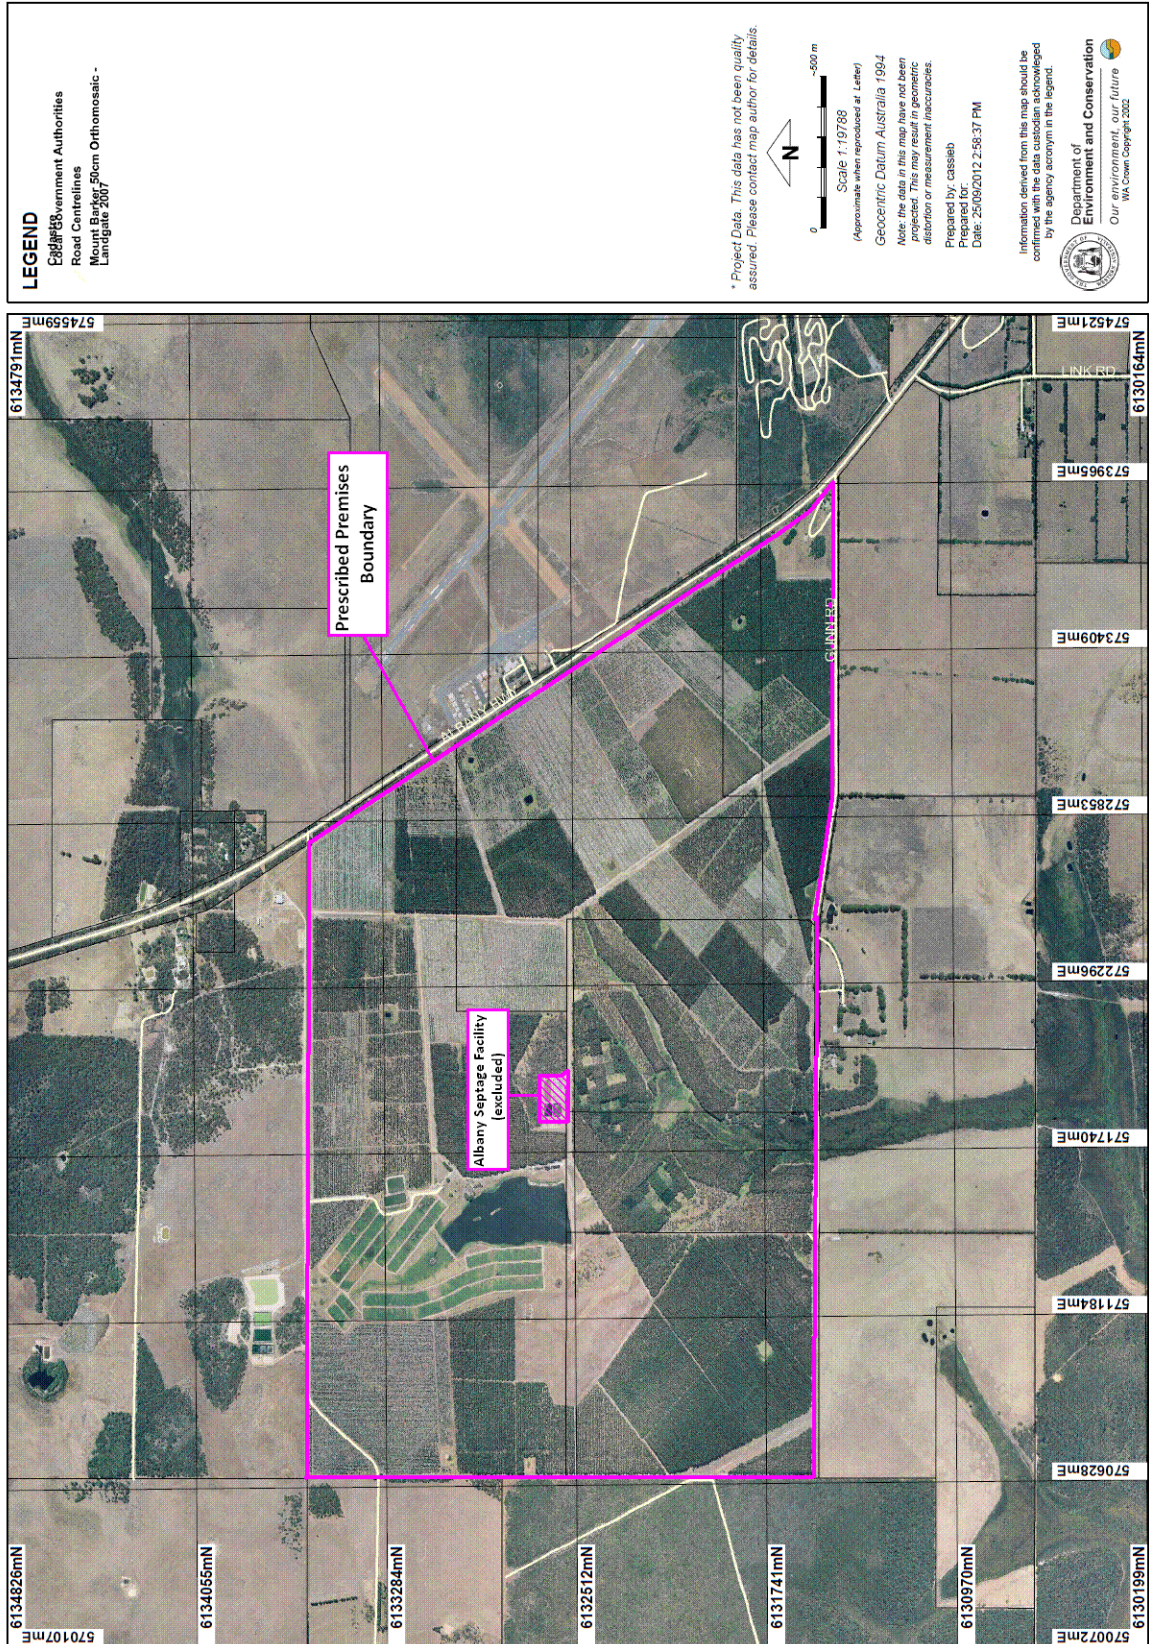 LEGEND
Cadastre
Local Government Authorities
Road Centrelines
Mount Barker 50cm Orthomosaic -
Landgate 2007
* Project Data. This data has not been quality
assured. Please contact map author for details.
N
0
~500 m
Scale 1:19788
(Approximate when reproduced at Letter)
Geocentric Datum Australia 1994
Note: the data in this map have not been
projected. This may result in geometric
distortion or measurement inaccuracies.
Prepared by: cassieb
Prepared for:
Date: 25/09/2012 2:58:37 PM
Information derived from this map should be
confirmed with the data custodian acknowleged
by the agency acronym in the legend.
THE GOVERNMENT OF
WESTERN AUSTRALIA
Department of
Environment and Conservation
Our environment, our future
WA Crown Copyright 2002
6134791mN
574559mE
Prescribed Premises
Boundary
ALBANY HWY
Albany Septage Facility
(excluded)
GUNN RD
LINK RD
574521mE
6130164mN
573965mE
573409mE
572853mE
572296mE
571740mE
571184mE
570628mE
6134826mN
6134055mN
6133284mN
6132512mN
6131741mN
6130970mN
6130199mN
570107mE
570072mE